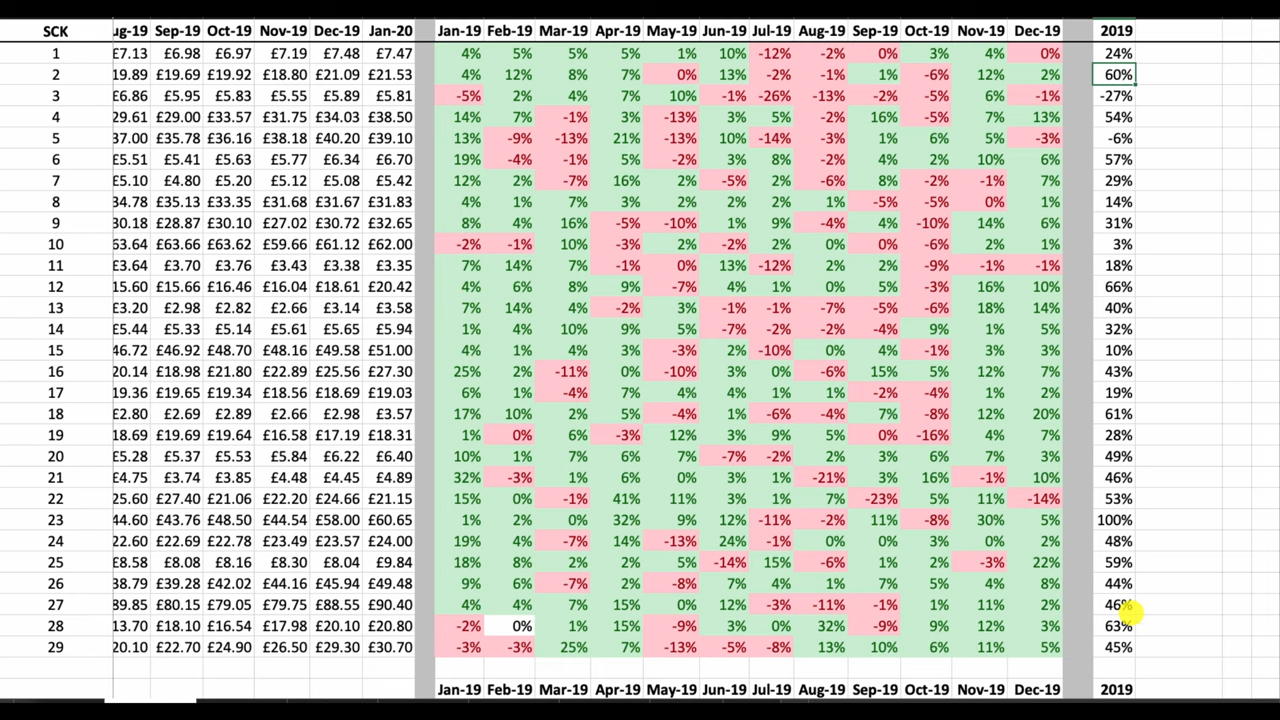 SCK ug-19 Sep-19 Oct-19 Nov-19 Dec-19 Jan-20 Jan-19 Feb-19 Mar-19 Apr-19 May-19 Jun-19 Jul-19 Aug-19 Sep-19 Oct-19 Nov-19 Dec-19 2019
1 £7.13 £6.98 £6.97 £7.19 £7.48 £7.47 4% 5% 5% 5% 1% 10% -12% -2% 0% 3% 4% 0% 24%
2 19.89 £19.69 £19.92 £18.80 £21.09 £21.53 4% 12% 8% 7% 0% 13% -2% -1% 1% -6% 12% 2% 60%
3 £6.86 £5.95 £5.83 £5.55 £5.89 £5.81 -5% 2% 4% 7% 10% -1% -26% -13% -2% -5% 6% -1% -27%
4 29.61 £29.00 £33.57 £31.75 £34.03 £38.50 14% 7% -1% 3% -13% 3% 5% -2% 16% -5% 7% 13% 54%
5 37.00 £35.78 £36.16 £38.18 £40.20 £39.10 13% -9% -13% 21% -13% 10% -14% -3% 1% 6% 5% -3% -6%
6 £5.51 £5.41 £5.63 £5.77 £6.34 £6.70 19% -4% -1% 5% -2% 3% 8% -2% 4% 2% 10% 6% 57%
7 £5.10 £4.80 £5.20 £5.12 £5.08 £5.42 12% 2% -7% 16% 2% -5% 2% -6% 8% -2% -1% 7% 29%
8 34.78 £35.13 £33.35 £31.68 £31.67 £31.83 4% 1% 7% 3% 2% 2% 2% 1% -5% -5% 0% 1% 14%
9 30.18 £28.87 £30.10 £27.02 £30.72 £32.65 8% 4% 16% -5% -10% 1% 9% -4% 4% -10% 14% 6% 31%
10 63.64 £63.66 £63.62 £59.66 £61.12 £62.00 -2% -1% 10% -3% 2% -2% 2% 0% 0% -6% 2% 1% 3%
11 £3.64 £3.70 £3.76 £3.43 £3.38 £3.35 7% 14% 7% -1% 0% 13% -12% 2% 2% -9% -1% -1% 18%
12 15.60 £15.66 £16.46 £16.04 £18.61 £20.42 4% 6% 8% 9% -7% 4% 1% 0% 5% -3% 16% 10% 66%
13 £3.20 £2.98 £2.82 £2.66 £3.14 £3.58 7% 14% 4% -2% 3% -1% -1% -7% -5% -6% 18% 14% 40%
14 £5.44 £5.33 £5.14 £5.61 £5.65 £5.94 1% 4% 10% 9% 5% -7% -2% -2% -4% 9% 1% 5% 32%
15 46.72 £46.92 £48.70 £48.16 £49.58 £51.00 4% 1% 4% 3% -3% 2% -10% 0% 4% -1% 3% 3% 10%
16 20.14 £18.98 £21.80 £22.89 £25.56 £27.30 25% 2% -11% 0% -10% 3% 0% -6% 15% 5% 12% 7% 43%
17 19.36 £19.65 £19.34 £18.56 £18.69 £19.03 6% 1% -4% 7% 4% 4% 1% 1% -2% -4% 1% 2% 19%
18 £2.80 £2.69 £2.89 £2.66 £2.98 £3.57 17% 10% 2% 5% -4% 1% -6% -4% 7% -8% 12% 20% 61%
19 18.69 £19.69 £19.64 £16.58 £17.19 £18.31 1% 0% 6% -3% 12% 3% 9% 5% 0% -16% 4% 7% 28%
20 £5.28 £5.37 £5.53 £5.84 £6.22 £6.40 10% 1% 7% 6% 7% -7% -2% 2% 3% 6% 7% 3% 49%
21 £4.75 £3.74 £3.85 £4.48 £4.45 £4.89 32% -3% 1% 6% 0% 3% 1% -21% 3% 16% -1% 10% 46%
22 25.60 £27.40 £21.06 £22.20 £24.66 £21.15 15% 0% -1% 41% 11% 3% 1% 7% -23% 5% 11% -14% 53%
23 44.60 £43.76 £48.50 £44.54 £58.00 £60.65 1% 2% 0% 32% 9% 12% -11% -2% 11% -8% 30% 5% 100%
24 22.60 £22.69 £22.78 £23.49 £23.57 £24.00 19% 4% -7% 14% -13% 24% -1% 0% 0% 3% 0% 2% 48%
25 £8.58 £8.08 £8.16 £8.30 £8.04 £9.84 18% 8% 2% 2% 5% -14% 15% -6% 1% 2% -3% 22% 59%
26 38.79 £39.28 £42.02 £44.16 £45.94 £49.48 9% 6% -7% 2% -8% 7% 4% 1% 7% 5% 4% 8% 44%
27 89.85 £80.15 £79.05 £79.75 £88.55 £90.40 4% 4% 7% 15% 0% 12% -3% -11% -1% 1% 11% 2% 46%
28 13.70 £18.10 £16.54 £17.98 £20.10 £20.80 -2% 0% 1% 15% -9% 3% 0% 32% -9% 9% 12% 3% 63%
29 20.10 £22.70 £24.90 £26.50 £29.30 £30.70 -3% -3% 25% 7% -13% -5% -8% 13% 10% 6% 11% 5% 45%
Jan-19 Feb-19 Mar-19 Apr-19 May-19 Jun-19 Jul-19 Aug-19 Sep-19 Oct-19 Nov-19 Dec-19 2019